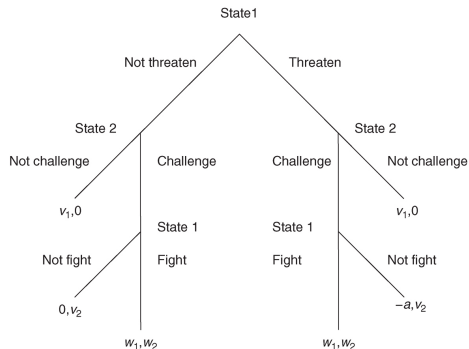 State1
Not threaten Threaten
State 2 State 2
Not challenge Challenge Challenge Not challenge
v₁,0 v₁,0
State 1 State 1
Not fight Fight Fight Not fight
0,v₂ −a,v₂
w₁,w₂ w₁,w₂